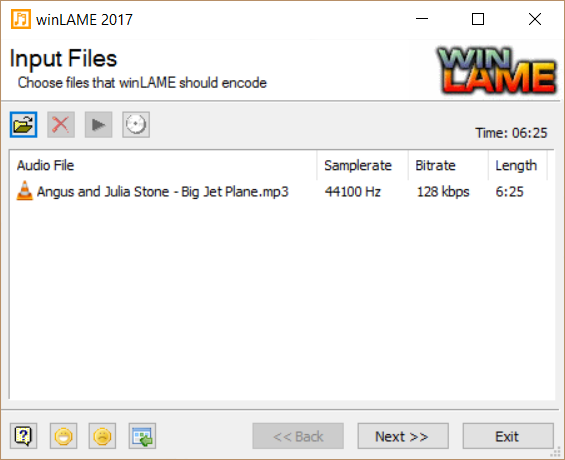 winLAME 2017
Input Files
Choose files that winLAME should encode
WIN
LAME
Time: 06:25
Audio File Samplerate Bitrate Length
Angus and Julia Stone - Big Jet Plane.mp3 44100 Hz 128 kbps 6:25
<< Back Next >> Exit